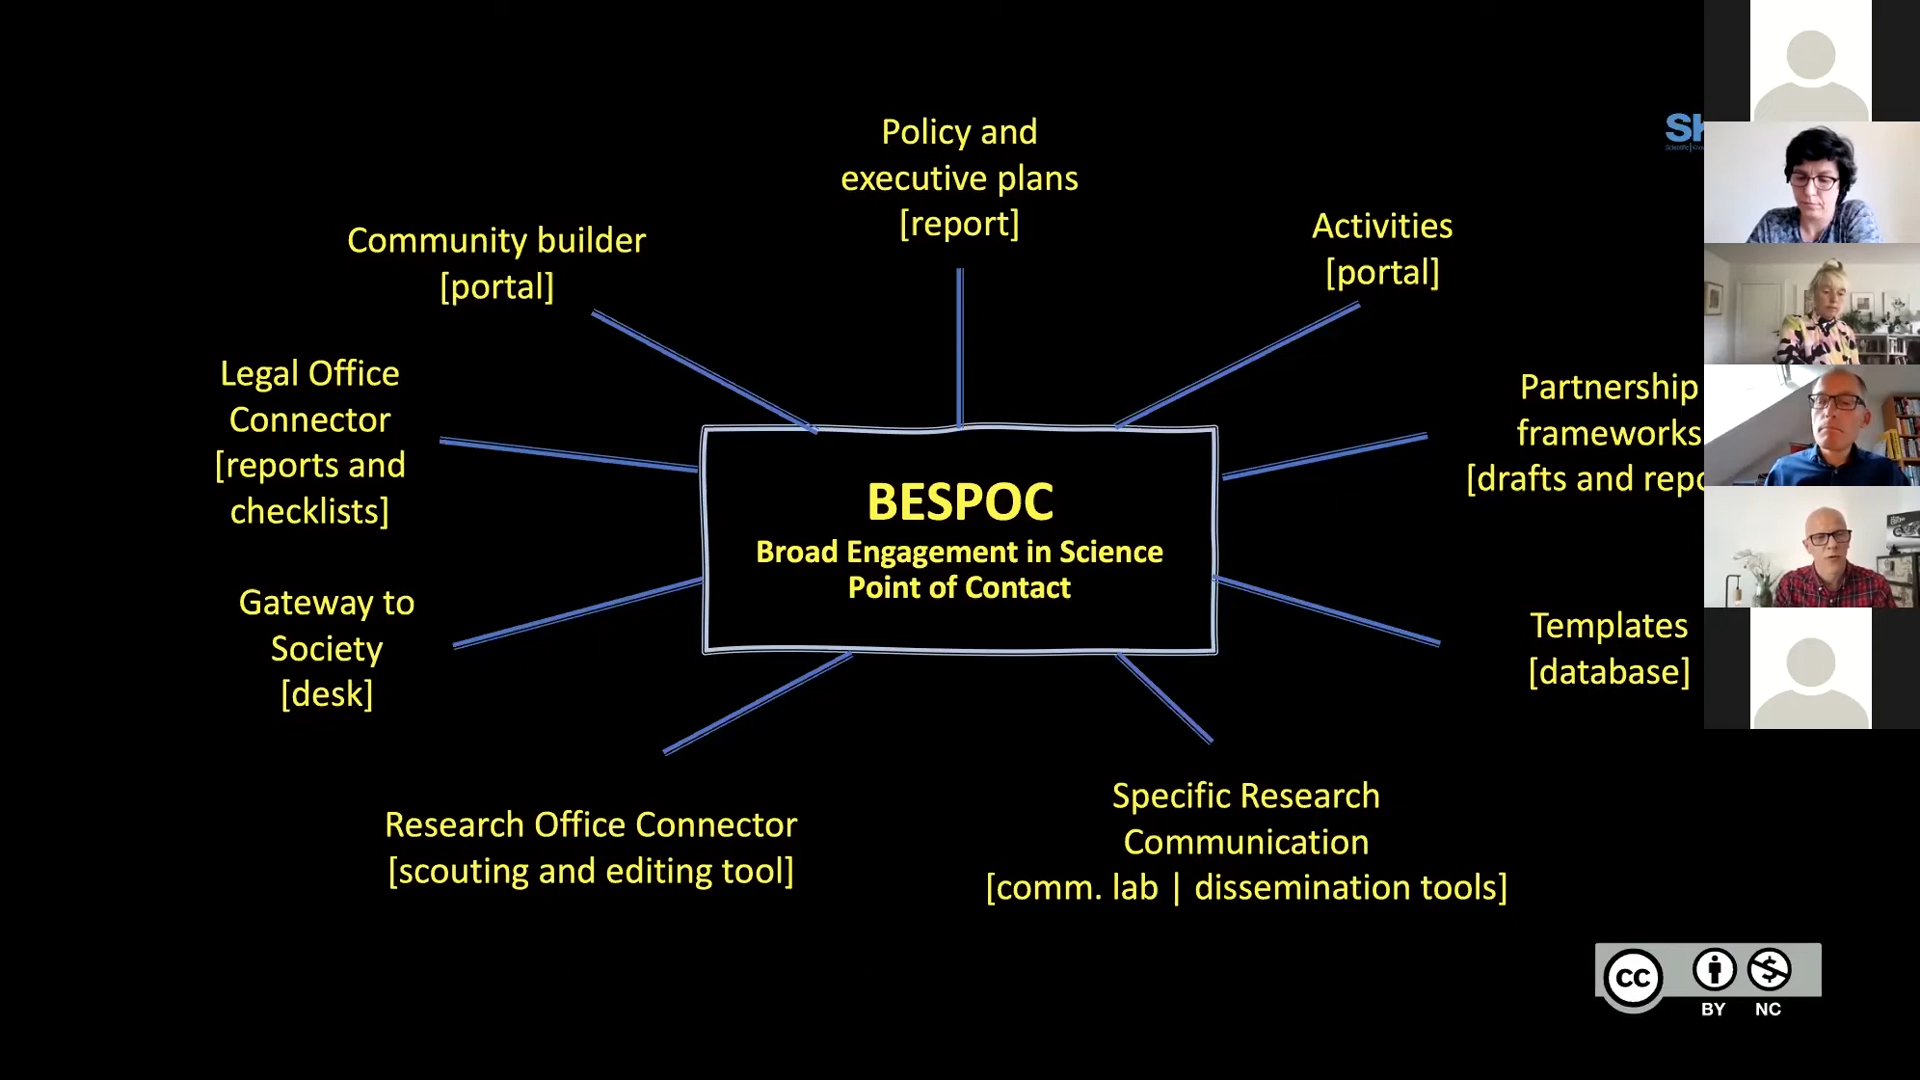 Policy and
executive plans
[report]
Community builder
[portal]
Activities
[portal]
Legal Office
Connector
[reports and
checklists]
Partnership
frameworks
[drafts and
BESPOC
Broad Engagement in Science
Point of Contact
Gateway to
Society
[desk]
Templates
[database]
Research Office Connector
[scouting and editing tool]
Specific Research
Communication
[comm. lab | dissemination tools]
CC
BY NC